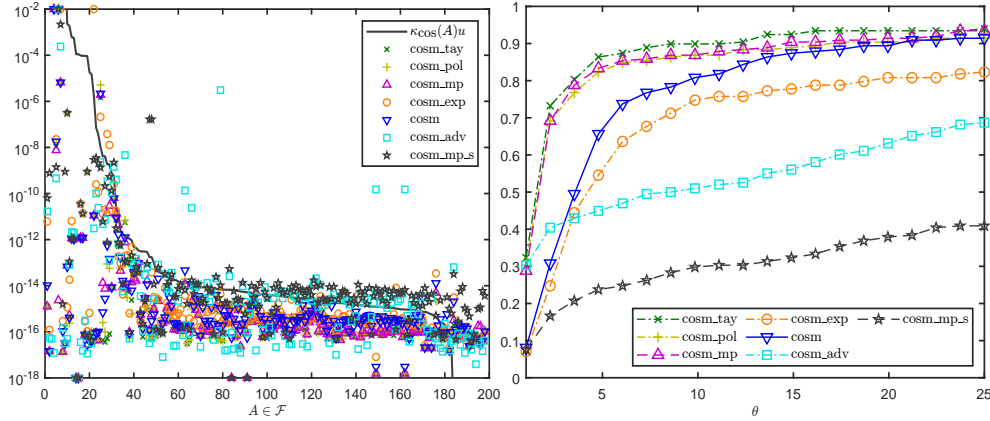 10^-2
10^-4
10^-6
10^-8
10^-10
10^-12
10^-14
10^-16
10^-18
0 20 40 60 80 100 120 140 160 180 200
A ∈ F
κcos(A)u
cosm_tay
cosm_pol
cosm_mp
cosm_exp
cosm
cosm_adv
cosm_mp_s
1
0.9
0.8
0.7
0.6
0.5
0.4
0.3
0.2
0.1
0
5 10 15 20 25
θ
cosm_tay cosm_exp cosm_mp_s
cosm_pol cosm
cosm_mp cosm_adv